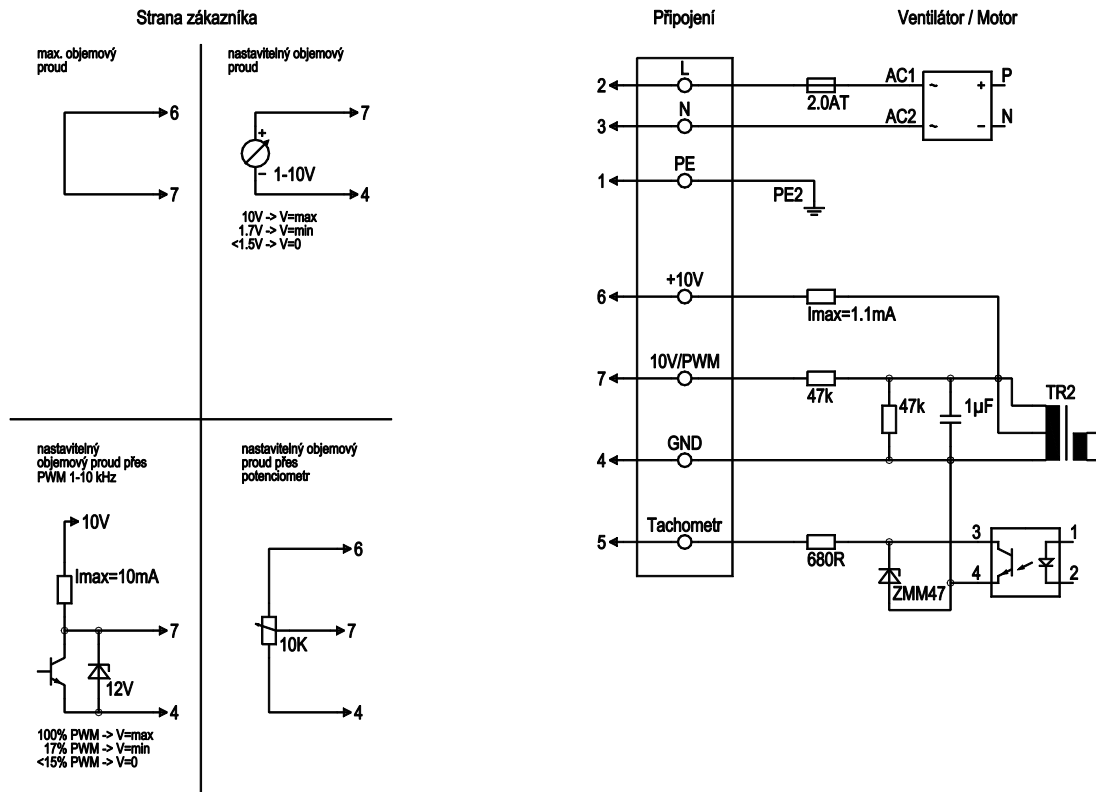 Strana zákazníka
max. objemový
proud
6
7
nastavitelný objemový
proud
7
+
–
1-10V
4
10V -> V=max
1.7V -> V=min
<1.5V -> V=0
nastavitelný
objemový proud přes
PWM 1-10 kHz
10V
Imax=10mA
7
12V
4
100% PWM -> V=max
17% PWM -> V=min
<15% PWM -> V=0
nastavitelný objemový
proud přes
potenciometr
6
7
10K
4
Připojení
Ventilátor / Motor
2
L
2.0AT
AC1
~
+
P
3
N
AC2
~
–
N
1
PE
PE2
6
+10V
Imax=1.1mA
7
10V/PWM
47k
47k
1µF
TR2
4
GND
5
Tachometr
680R
ZMM47
3
4
1
2